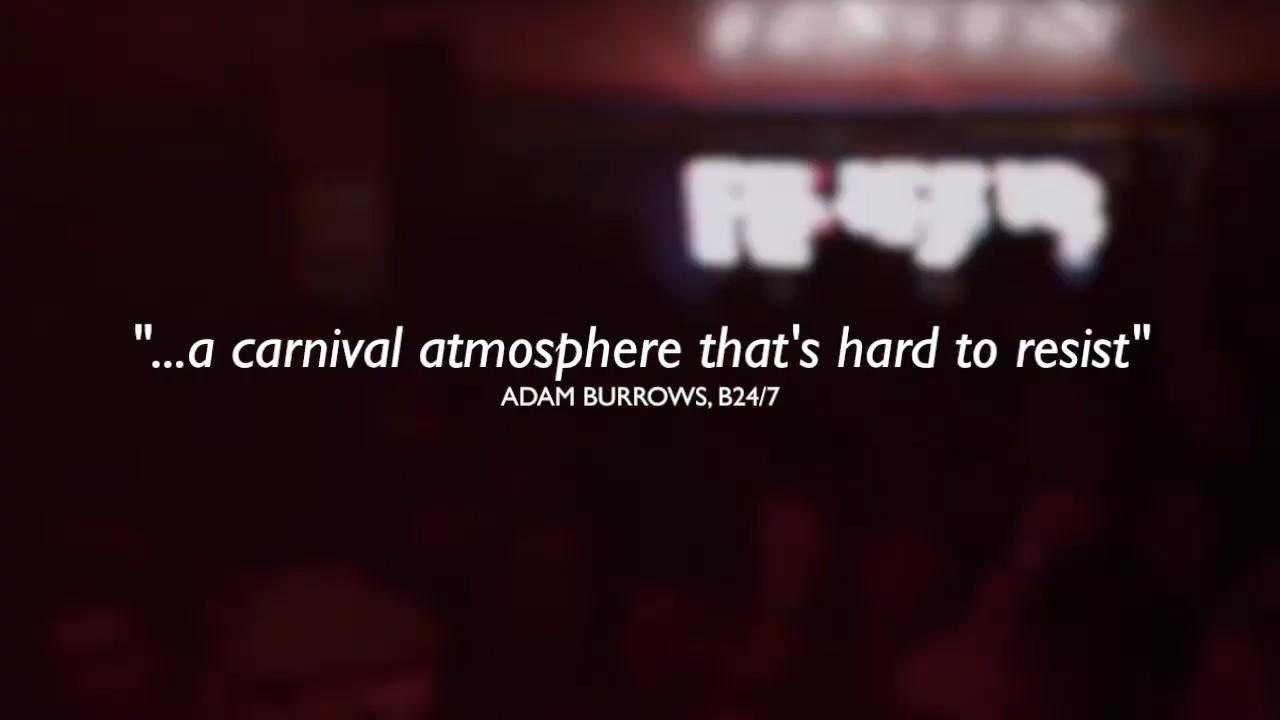 "...a carnival atmosphere that's hard to resist"
ADAM BURROWS, B24/7